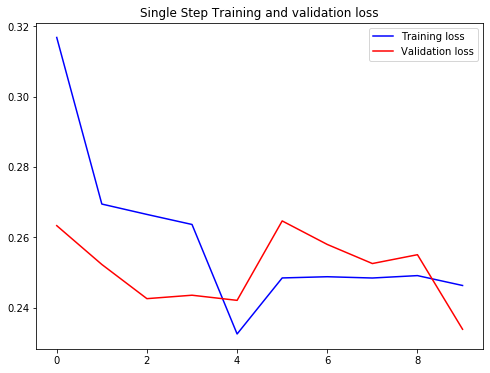 Single Step Training and validation loss
Training loss
Validation loss
0.32
0.30
0.28
0.26
0.24
0 2 4 6 8